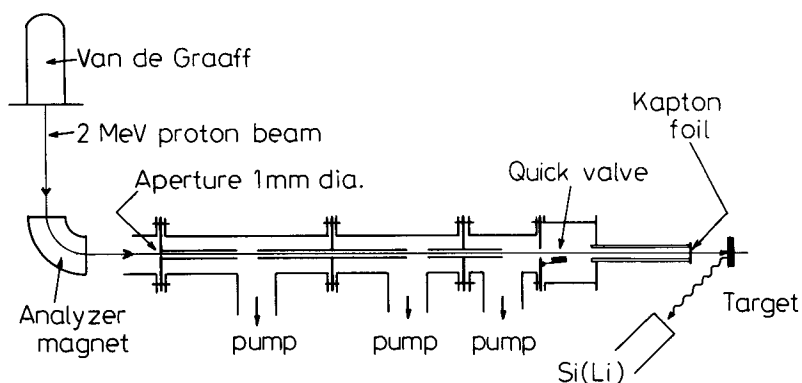 Van de Graaff
2 MeV proton beam
Kapton
foil
Quick valve
Aperture 1mm dia.
Analyzer
magnet
pump
pump
pump
Target
Si(Li)